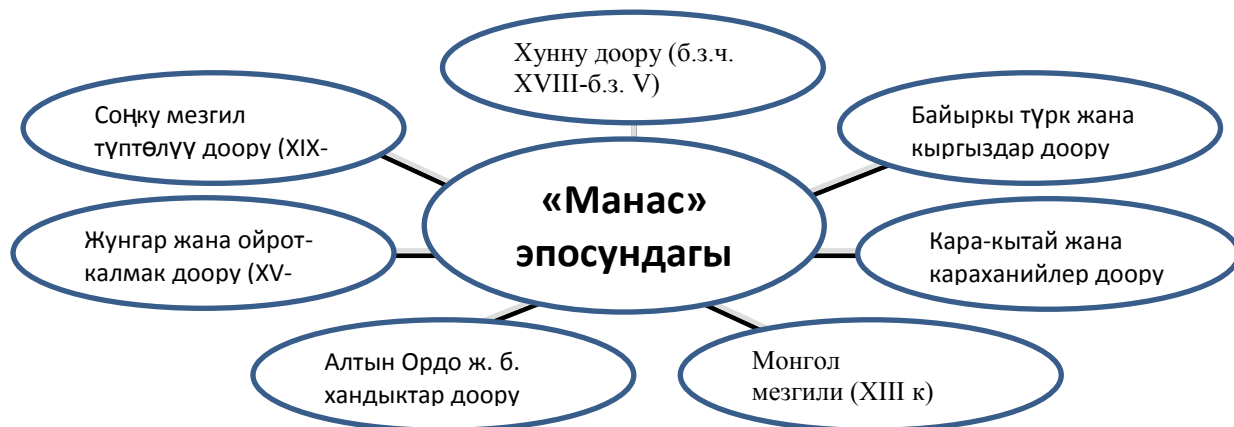 Хунну доору (б.з.ч.
XVIII-б.з. V)
Байыркы түрк жана
кыргыздар доору
Кара-кытай жана
караханийлер доору
Монгол
мезгили (XIII к)
Алтын Ордо ж. б.
хандыктар доору
Жунгар жана ойрот-
калмак доору (XV-
Соңку мезгил
түптөлүү доору (XIX-
«Манас»
эпосундагы